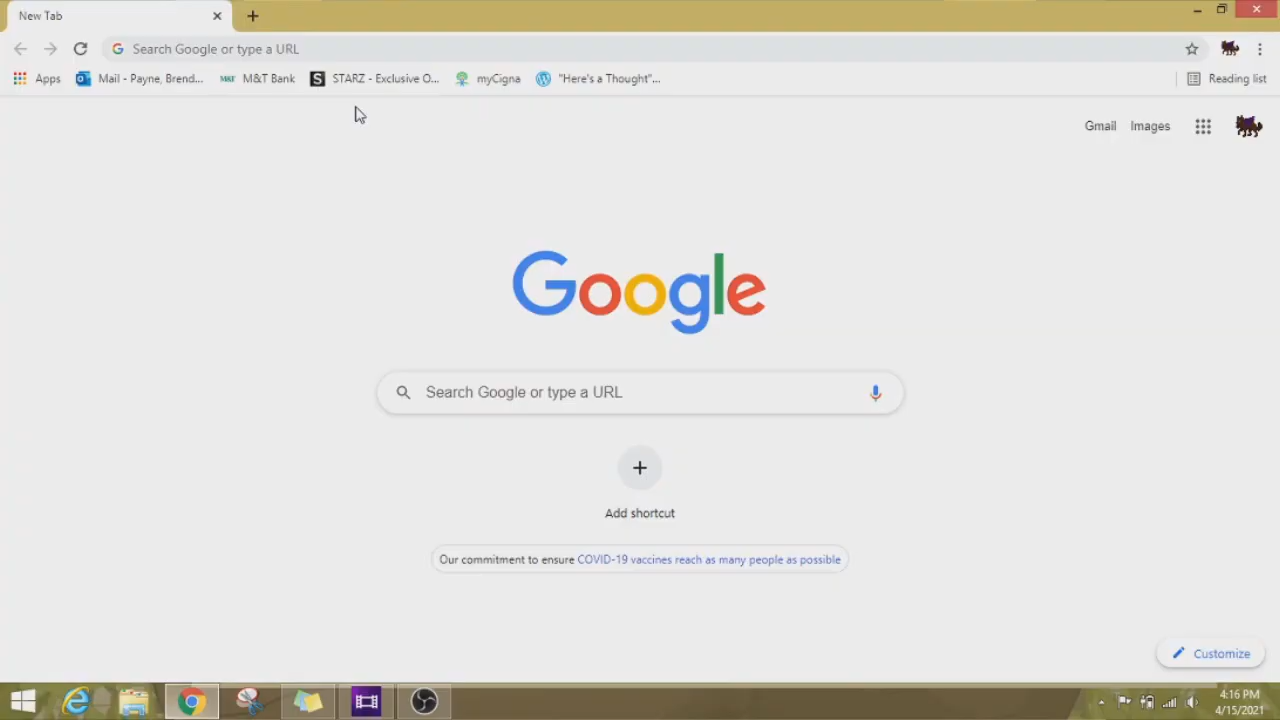 New Tab
Search Google or type a URL
Apps
Mail - Payne, Brend...
M&T Bank
STARZ - Exclusive O...
myCigna
"Here's a Thought"...
Reading list
Gmail
Images
Google
Search Google or type a URL
Add shortcut
Our commitment to ensure COVID-19 vaccines reach as many people as possible
Customize
4:16 PM
4/15/2021